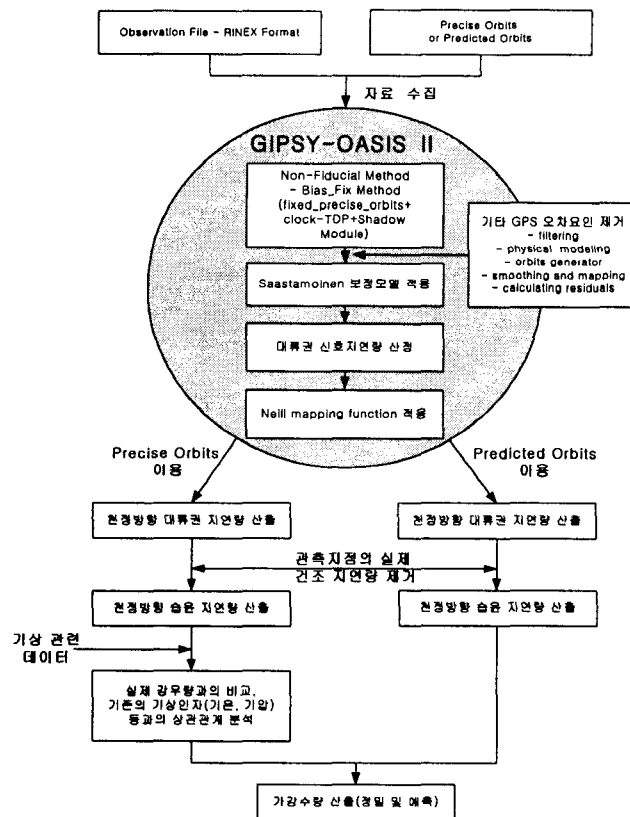 Observation File - RINEX Format
Precise Orbits
or Predicted Orbits
자료 수집
GIPSY-OASIS II
Non-Fiducial Method
- Bias_Fix Method
(fixed_precise_orbits+
clock-TDP+Shadow
Module)
기타 GPS 오차요인 제거
- filtering
- physical modeling
- orbits generator
- smoothing and mapping
- calculating residuals
Saastamoinen 보정모델 적용
대류권 신호지연량 산정
Neill mapping function 적용
Precise Orbits
이용
Predicted Orbits
이용
천정방향 대류권 지연량 산출
천정방향 대류권 지연량 산출
관측지점의 실제
건조 지연량 제거
천정방향 습윤 지연량 산출
천정방향 습윤 지연량 산출
기상 관련
데이터
실제 강우량과의 비교,
기존의 기상인자(기온, 기압)
등과의 상관관계 분석
가강수량 산출(정밀 및 예측)